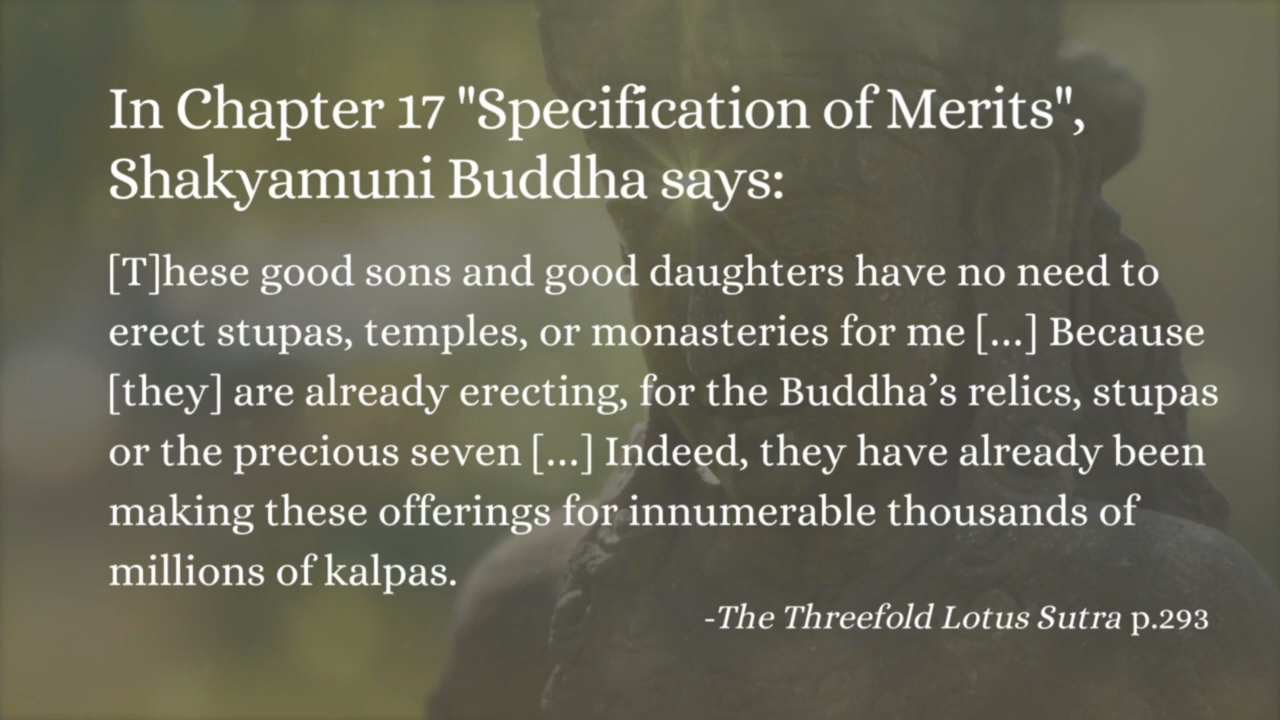 In Chapter 17 "Specification of Merits",
Shakyamuni Buddha says:
[T]hese good sons and good daughters have no need to
erect stupas, temples, or monasteries for me [...] Because
[they] are already erecting, for the Buddha’s relics, stupas
or the precious seven [...] Indeed, they have already been
making these offerings for innumerable thousands of
millions of kalpas.
-The Threefold Lotus Sutra p.293